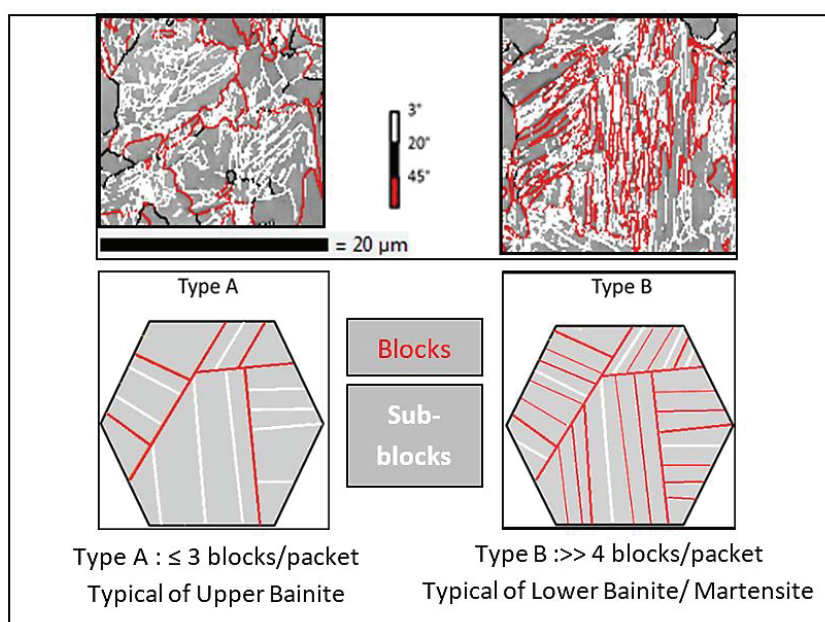 3°
20°
45°
= 20 µm
Type A
Type B
Blocks
Sub-
blocks
Type A : ≤ 3 blocks/packet
Typical of Upper Bainite
Type B :>> 4 blocks/packet
Typical of Lower Bainite/ Martensite